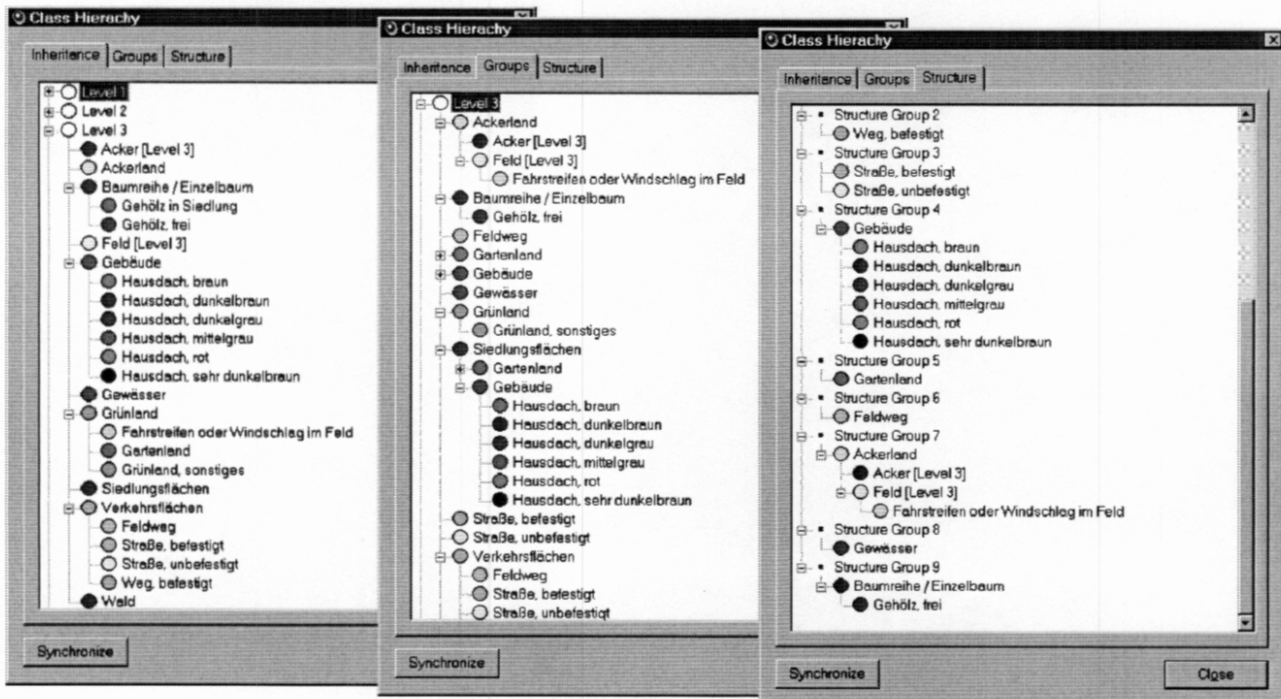 Class Hierachy
Inheritance Groups Structure
Level 1
Level 2
Level 3
Acker [Level 3]
Ackerland
Baumreihe / Einzelbaum
Gehölz in Siedlung
Gehölz, frei
Feld [Level 3]
Gebäude
Hausdach, braun
Hausdach, dunkelbraun
Hausdach, dunkelgrau
Hausdach, mittelgrau
Hausdach, rot
Hausdach, sehr dunkelbraun
Gewässer
Grünland
Fahrstreifen oder Windschlag im Feld
Gartenland
Grünland, sonstiges
Siedlungsflächen
Verkehrsflächen
Feldweg
Straße, befestigt
Straße, unbefestigt
Weg, befestigt
Wald
Synchronize
Class Hierachy
Inheritance Groups Structure
Level 3
Ackerland
Acker [Level 3]
Feld [Level 3]
Fahrstreifen oder Windschlag im Feld
Baumreihe / Einzelbaum
Gehölz, frei
Feldweg
Gartenland
Gebäude
Gewässer
Grünland
Grünland, sonstiges
Siedlungsflächen
Gartenland
Gebäude
Hausdach, braun
Hausdach, dunkelbraun
Hausdach, dunkelgrau
Hausdach, mittelgrau
Hausdach, rot
Hausdach, sehr dunkelbraun
Straße, befestigt
Straße, unbefestigt
Verkehrsflächen
Feldweg
Straße, befestigt
Straße, unbefestigt
Synchronize
Class Hierachy
Inheritance Groups Structure
Structure Group 2
Weg, befestigt
Structure Group 3
Straße, befestigt
Straße, unbefestigt
Structure Group 4
Gebäude
Hausdach, braun
Hausdach, dunkelbraun
Hausdach, dunkelgrau
Hausdach, mittelgrau
Hausdach, rot
Hausdach, sehr dunkelbraun
Structure Group 5
Gartenland
Structure Group 6
Feldweg
Structure Group 7
Ackerland
Acker [Level 3]
Feld [Level 3]
Fahrstreifen oder Windschlag im Feld
Structure Group 8
Gewässer
Structure Group 9
Baumreihe / Einzelbaum
Gehölz, frei
Synchronize Close